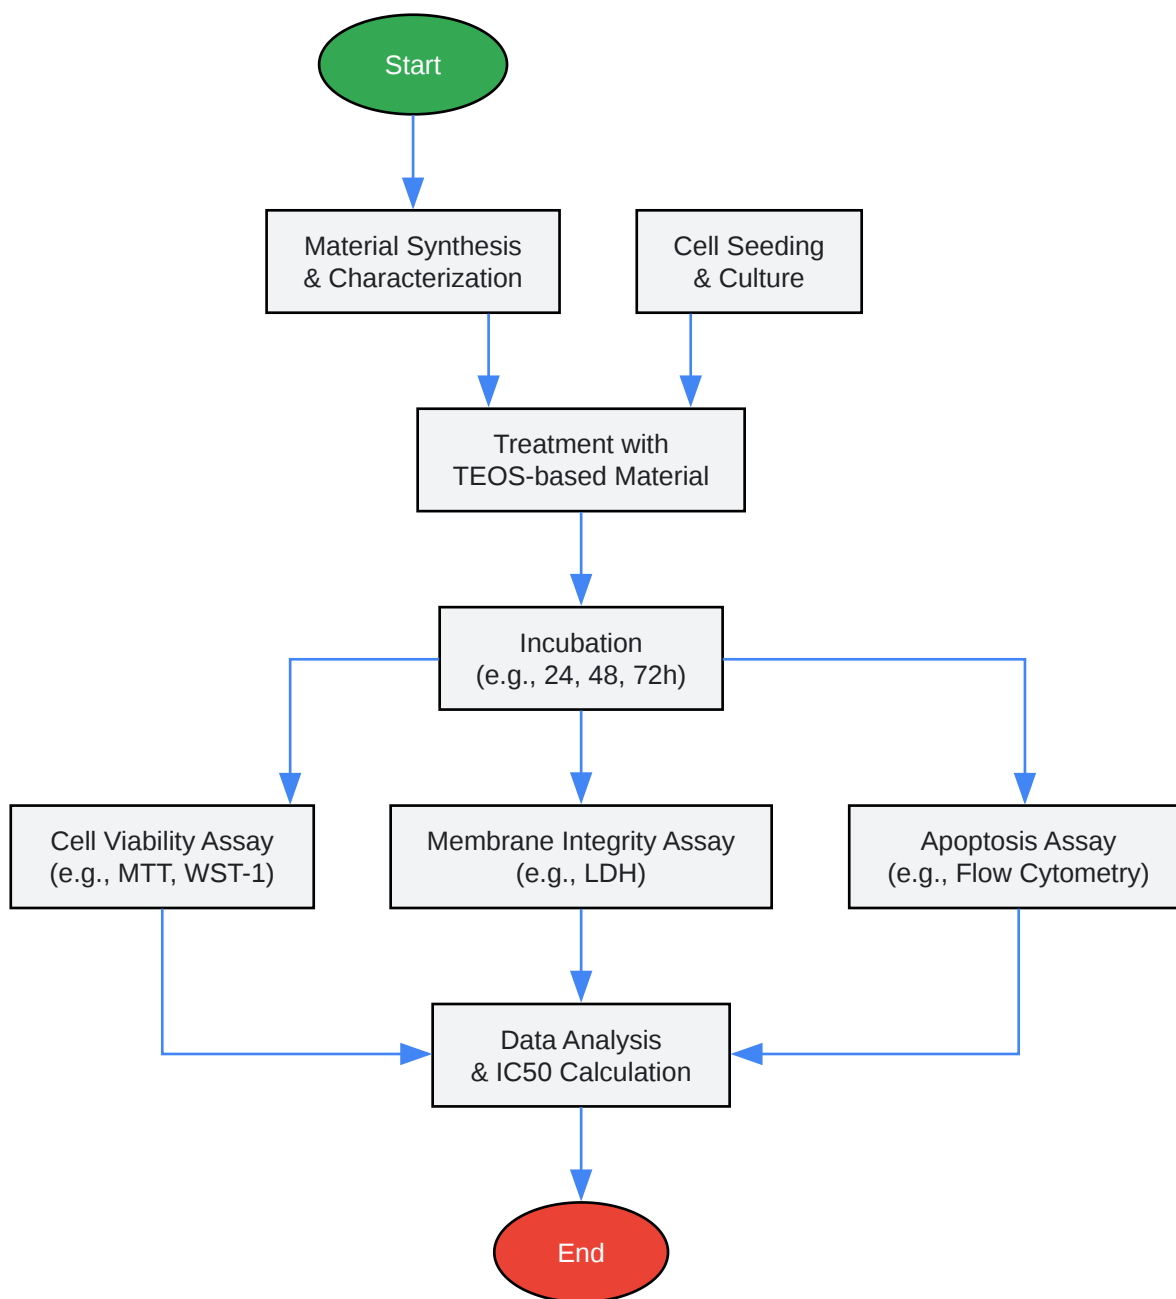 Start
Material Synthesis
& Characterization
Cell Seeding
& Culture
Treatment with
TEOS-based Material
Incubation
(e.g., 24, 48, 72h)
Cell Viability Assay
(e.g., MTT, WST-1)
Membrane Integrity Assay
(e.g., LDH)
Apoptosis Assay
(e.g., Flow Cytometry)
Data Analysis
& IC50 Calculation
End